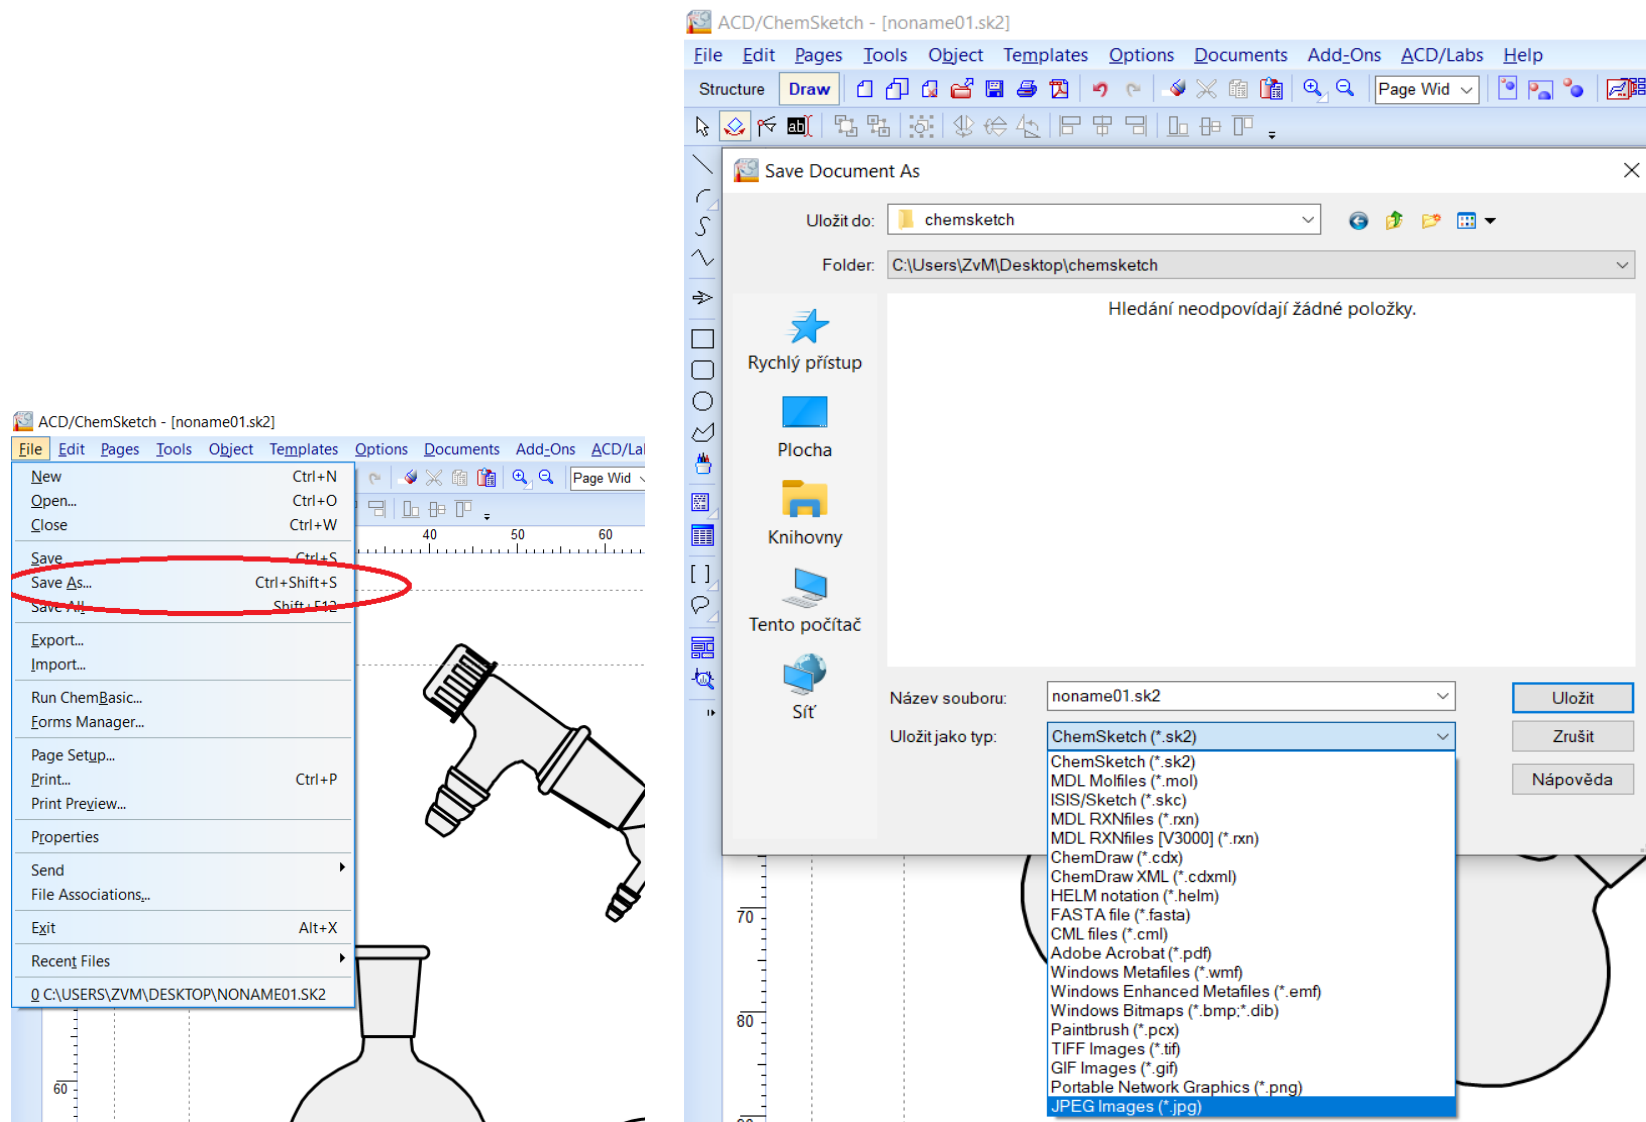 ACD/ChemSketch - [noname01.sk2]
File Edit Pages Tools Object Templates Options Documents Add-Ons ACD/La
New Ctrl+N
Open... Ctrl+O
Close Ctrl+W
Save Ctrl+S
Save As... Ctrl+Shift+S
Save All Shift+F12
Export...
Import...
Run ChemBasic...
Forms Manager...
Page Setup...
Print... Ctrl+P
Print Preview...
Properties
Send
File Associations...
Exit Alt+X
Recent Files
0 C:\USERS\ZVM\DESKTOP\NONAME01.SK2
Page Wid
40 50 60
60
ACD/ChemSketch - [noname01.sk2]
File Edit Pages Tools Object Templates Options Documents Add-Ons ACD/Labs Help
Structure Draw Page Wid
ab
Save Document As
Uložit do: chemsketch
Folder: C:\Users\ZvM\Desktop\chemsketch
Hledání neodpovídají žádné položky.
Rychlý přístup
Plocha
Knihovny
Tento počítač
Síť
Název souboru: noname01.sk2 Uložit
Uložit jako typ: ChemSketch (*.sk2) Zrušit
Nápověda
ChemSketch (*.sk2)
MDL Molfiles (*.mol)
ISIS/Sketch (*.skc)
MDL RXNfiles (*.rxn)
MDL RXNfiles [V3000] (*.rxn)
ChemDraw (*.cdx)
ChemDraw XML (*.cdxml)
HELM notation (*.helm)
FASTA file (*.fasta)
CML files (*.cml)
Adobe Acrobat (*.pdf)
Windows Metafiles (*.wmf)
Windows Enhanced Metafiles (*.emf)
Windows Bitmaps (*.bmp;*.dib)
Paintbrush (*.pcx)
TIFF Images (*.tif)
GIF Images (*.gif)
Portable Network Graphics (*.png)
JPEG Images (*.jpg)
70
80